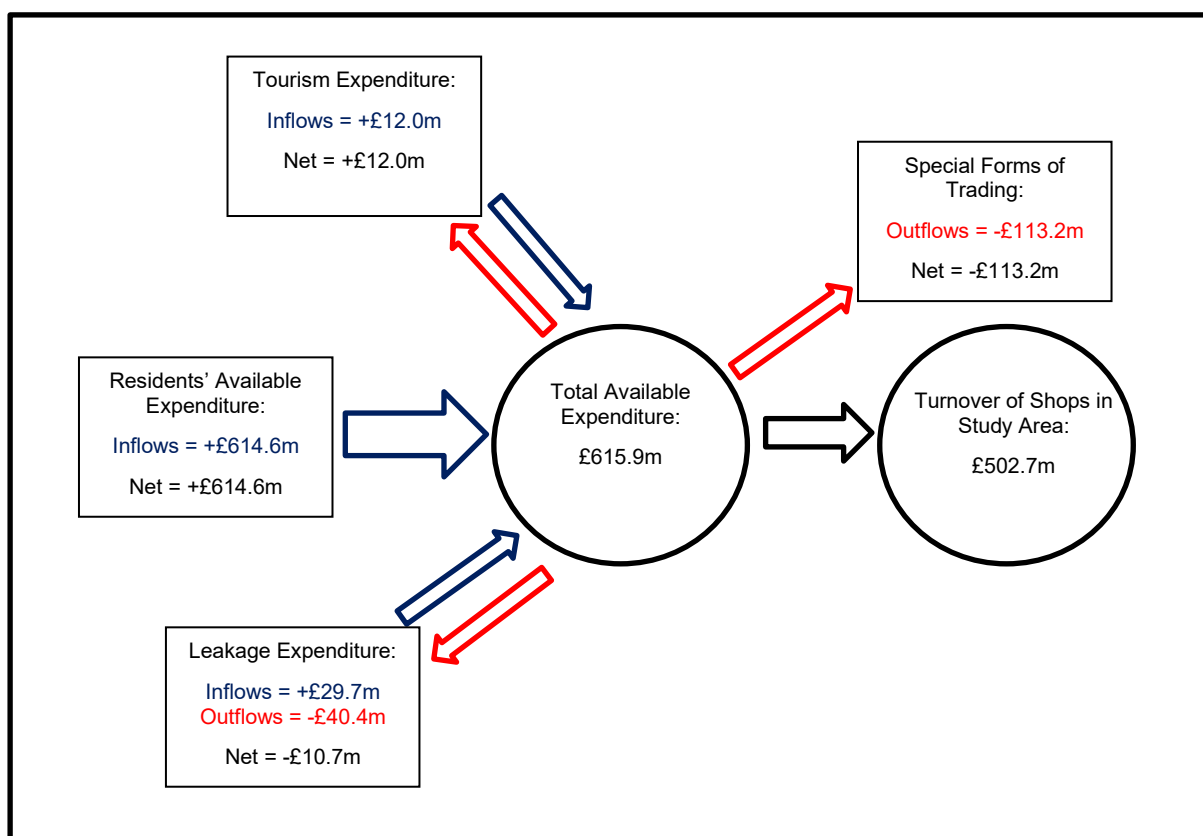 Tourism Expenditure:
Inflows = +£12.0m
Net = +£12.0m
Special Forms of
Trading:
Outflows = -£113.2m
Net = -£113.2m
Residents’ Available
Expenditure:
Inflows = +£614.6m
Net = +£614.6m
Total Available
Expenditure:
£615.9m
Turnover of Shops in
Study Area:
£502.7m
Leakage Expenditure:
Inflows = +£29.7m
Outflows = -£40.4m
Net = -£10.7m